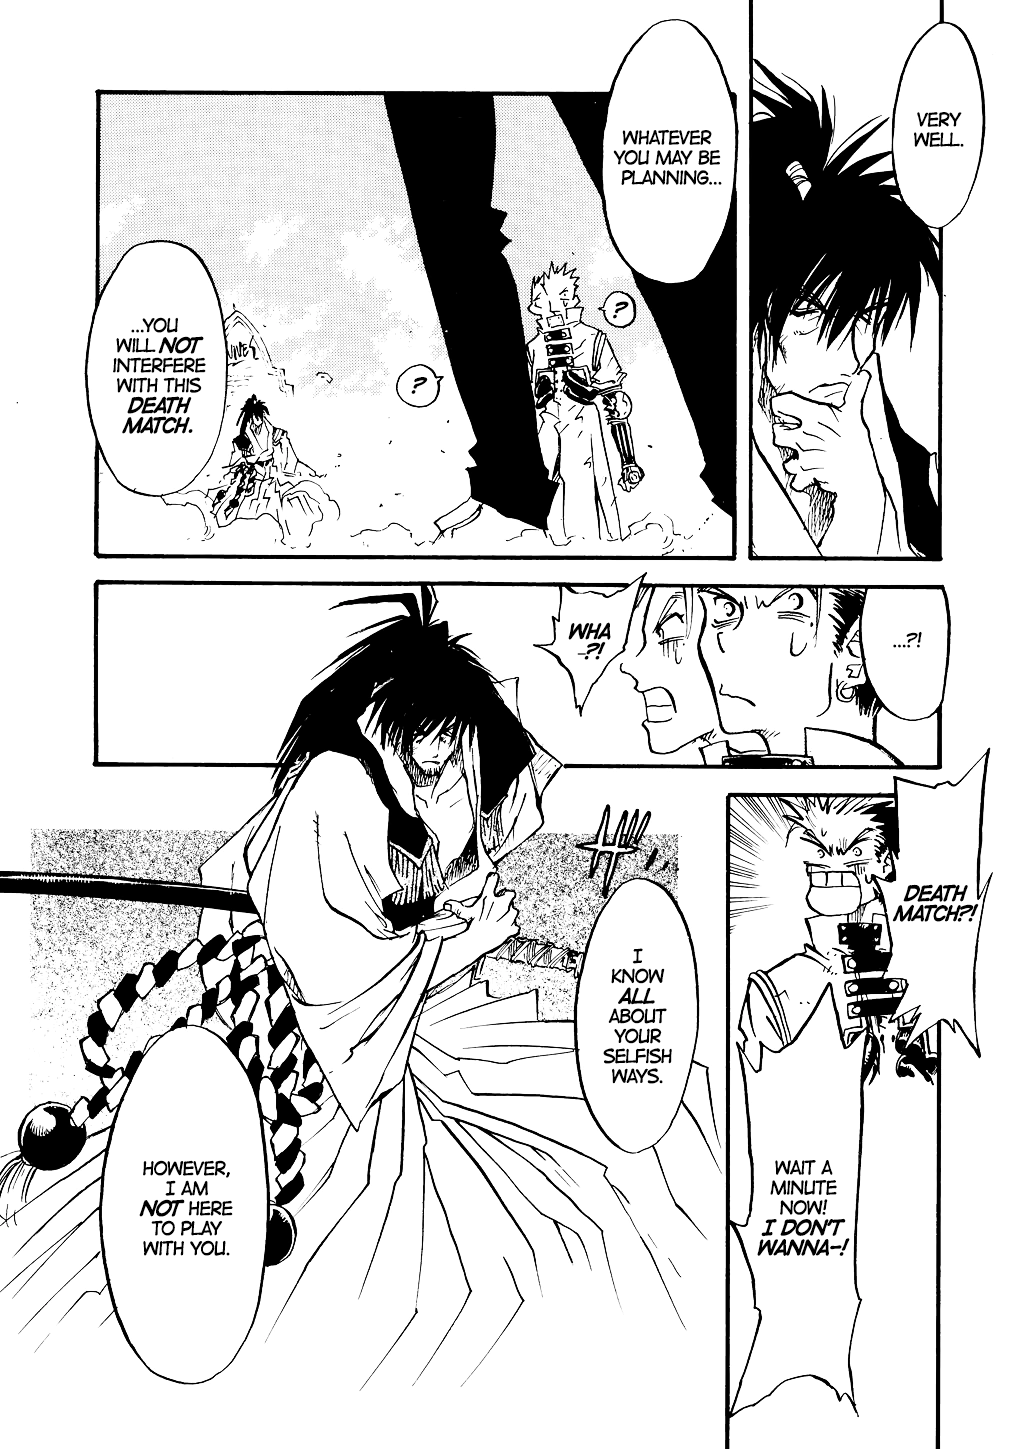 VERY
WELL.
WHATEVER
YOU MAY BE
PLANNING...
?
?
...YOU
WILL NOT
INTERFERE
WITH THIS
DEATH
MATCH.
...?!
WHA
-?!
DEATH
MATCH?!
WAIT A
MINUTE
NOW!
I DON'T
WANNA-!
I
KNOW
ALL
ABOUT
YOUR
SELFISH
WAYS.
HOWEVER,
I AM
NOT HERE
TO PLAY
WITH YOU.